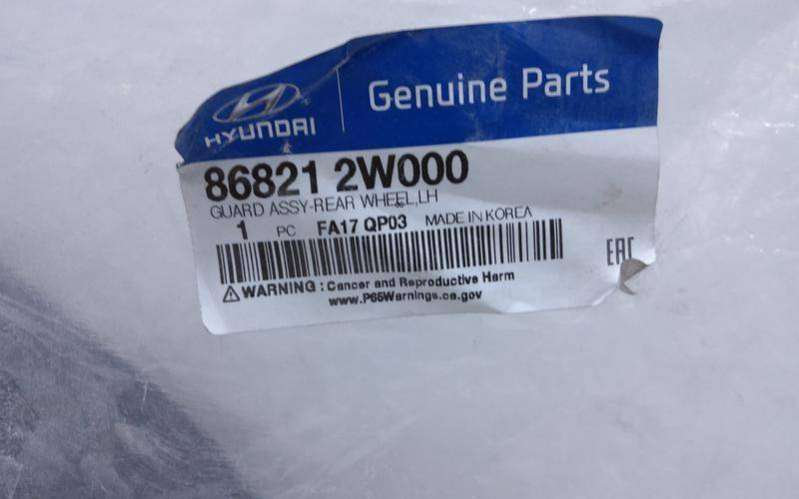 HYUNDAI
Genuine Parts
86821 2W000
GUARD ASSY-REAR WHEEL,LH
1 PC FA17 QP03 MADE IN KOREA
EAC
⚠WARNING : Cancer and Reproductive Harm
www.P65Warnings.ca.gov